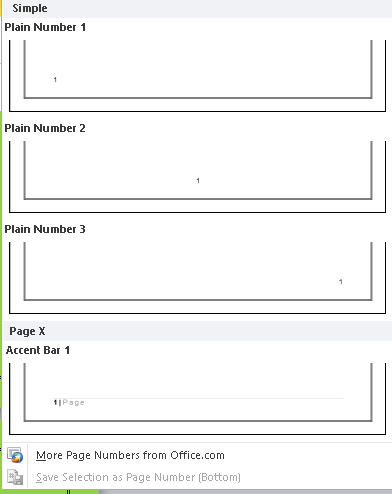 Simple
Plain Number 1
1
Plain Number 2
1
Plain Number 3
1
Page X
Accent Bar 1
1|Page
More Page Numbers from Office.com
Save Selection as Page Number (Bottom)